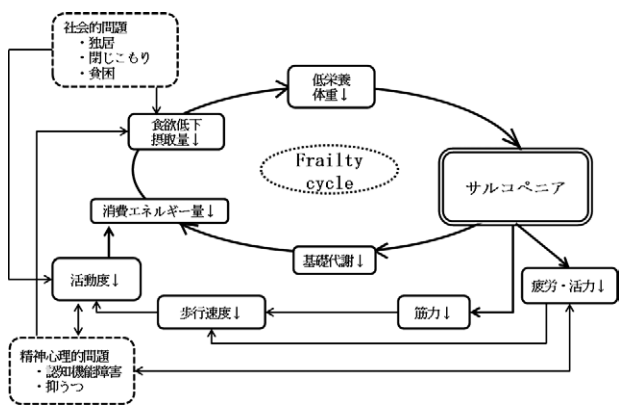 社会的問題
・独居
・閉じこもり
・貧困
低栄養
体重↓
食欲低下
摂取量↓
Frailty
cycle
サルコペニア
消費エネルギー量↓
基礎代謝↓
活動度↓
疲労・活力↓
歩行速度↓
筋力↓
精神心理的問題
・認知機能障害
・抑うつ